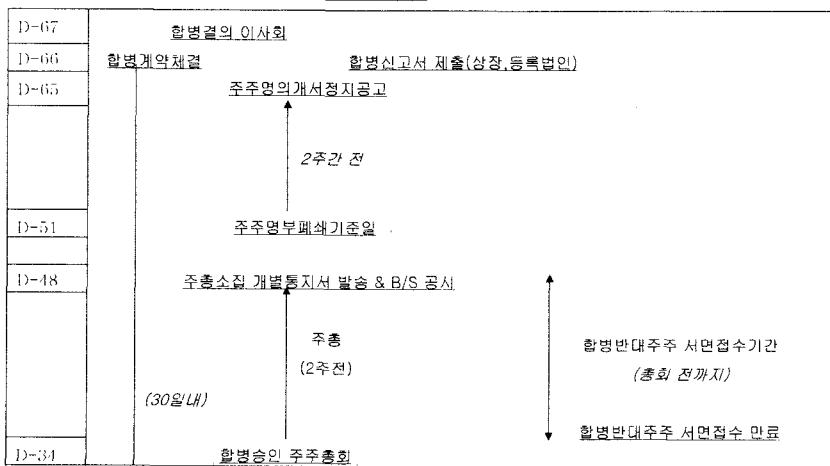 D-67 합병결의 이사회
D-66 합병계약체결 합병신고서 제출(상장,등록법인)
D-65 주주명의개서정지공고
2주간 전
D-51 주주명부폐쇄기준일
D-48 주총소집 개별통지서 발송 & B/S 공시
주총
(2주전)
합병반대주주 서면접수기간
(총회 전까지)
(30일내)
합병반대주주 서면접수 만료
D-34 합병승인 주주총회